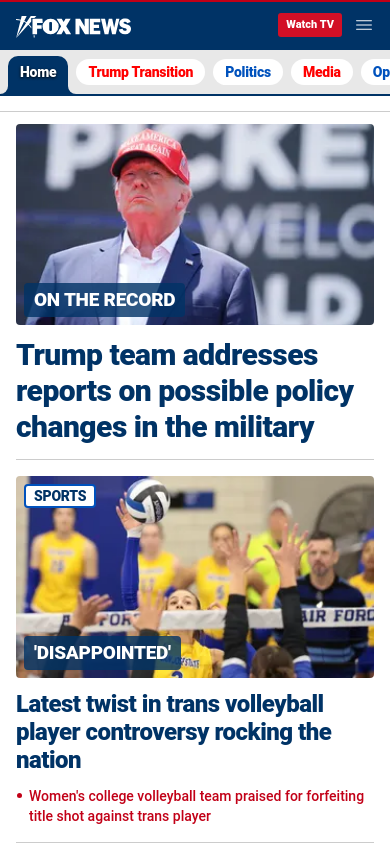 FOX NEWS
Watch TV
Home
Trump Transition
Politics
Media
Op
PICKE
WELC
LD
MAKE AMERICA
GREAT AGAIN
ON THE RECORD
Trump team addresses
reports on possible policy
changes in the military
SPORTS
AIR FORC
'DISAPPOINTED'
Latest twist in trans volleyball
player controversy rocking the
nation
• Women's college volleyball team praised for forfeiting
title shot against trans player